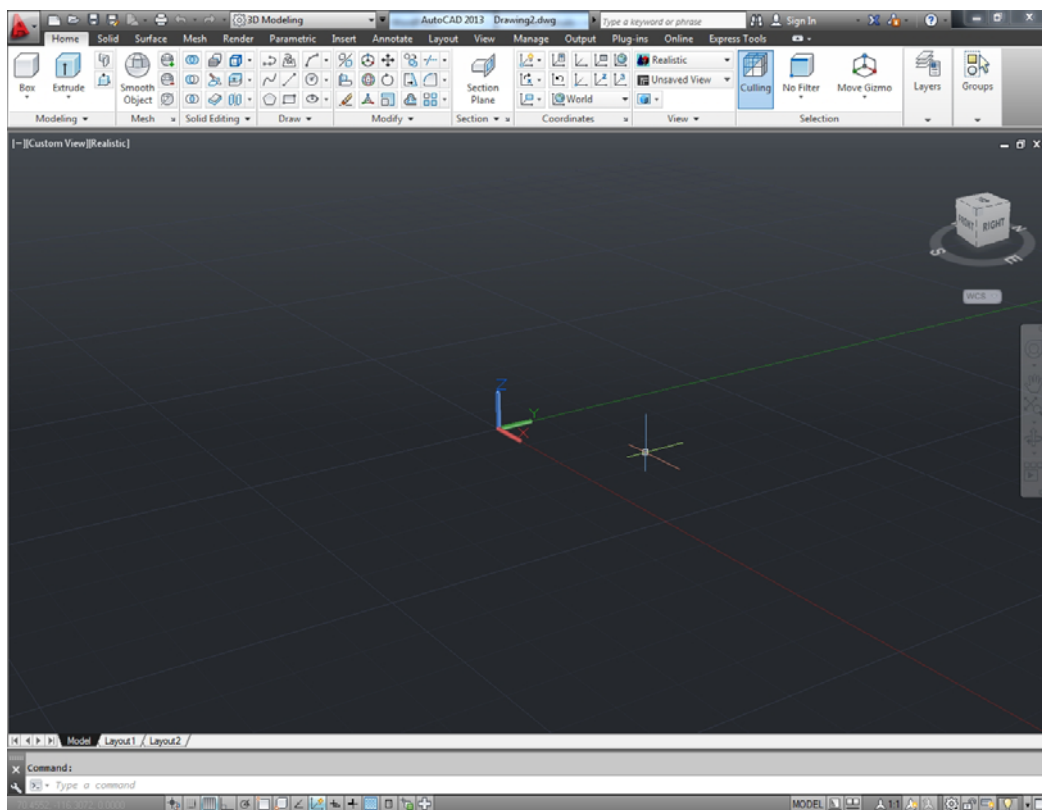 3D Modeling AutoCAD 2013 Drawing2.dwg Type a keyword or phrase Sign In
Home Solid Surface Mesh Render Parametric Insert Annotate Layout View Manage Output Plug-ins Online Express Tools
Box Extrude Smooth Object Section Plane Realistic Unsaved View World Culling No Filter Move Gizmo Layers Groups
Modeling Mesh Solid Editing Draw Modify Section Coordinates View Selection
[-][Custom View][Realistic]
FRONT RIGHT
S E N
WCS
Z
Y
X
Model Layout1 Layout2
Command:
Type a command
MODEL 1:1